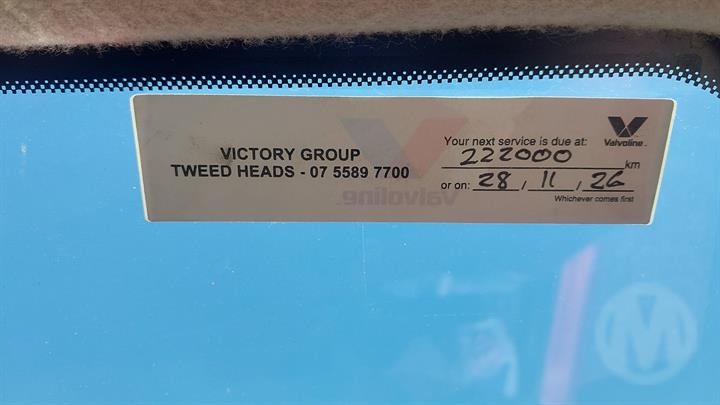 VICTORY GROUP
TWEED HEADS - 07 5589 7700
Your next service is due at:
222000 km
or on: 28 / 11 / 26
Whichever comes first
Valvoline
Valvoline
M